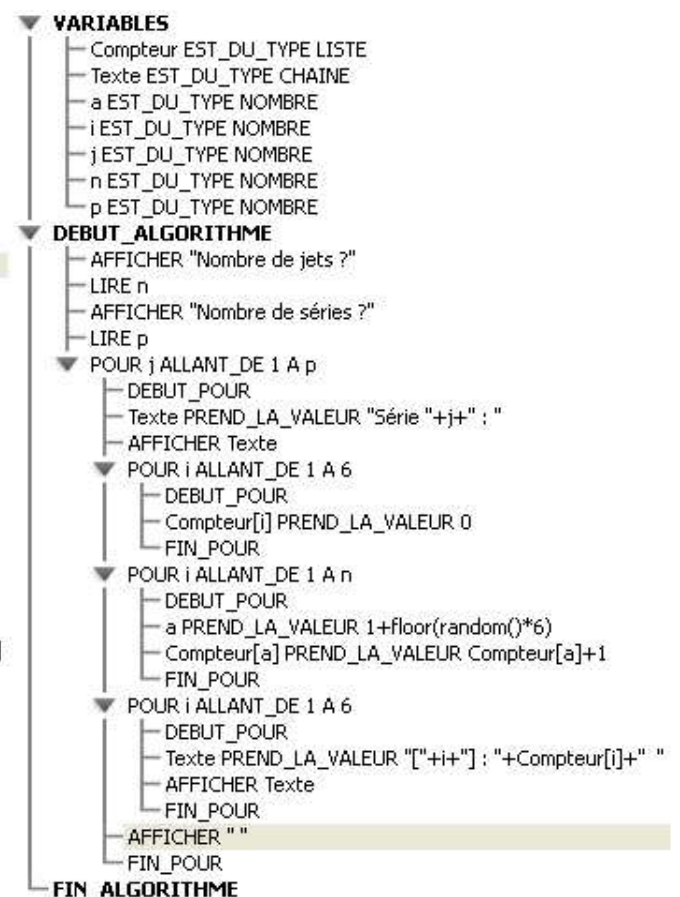 VARIABLES
Compteur EST_DU_TYPE LISTE
Texte EST_DU_TYPE CHAINE
a EST_DU_TYPE NOMBRE
i EST_DU_TYPE NOMBRE
j EST_DU_TYPE NOMBRE
n EST_DU_TYPE NOMBRE
p EST_DU_TYPE NOMBRE
DEBUT_ALGORITHME
AFFICHER "Nombre de jets ?"
LIRE n
AFFICHER "Nombre de séries ?"
LIRE p
POUR j ALLANT_DE 1 A p
DEBUT_POUR
Texte PREND_LA_VALEUR "Série "+j+" : "
AFFICHER Texte
POUR i ALLANT_DE 1 A 6
DEBUT_POUR
Compteur[i] PREND_LA_VALEUR 0
FIN_POUR
POUR i ALLANT_DE 1 A n
DEBUT_POUR
a PREND_LA_VALEUR 1+floor(random()*6)
Compteur[a] PREND_LA_VALEUR Compteur[a]+1
FIN_POUR
POUR i ALLANT_DE 1 A 6
DEBUT_POUR
Texte PREND_LA_VALEUR "["+i+"] : "+Compteur[i]+"  "
AFFICHER Texte
FIN_POUR
AFFICHER " "
FIN_POUR
FIN_ALGORITHME